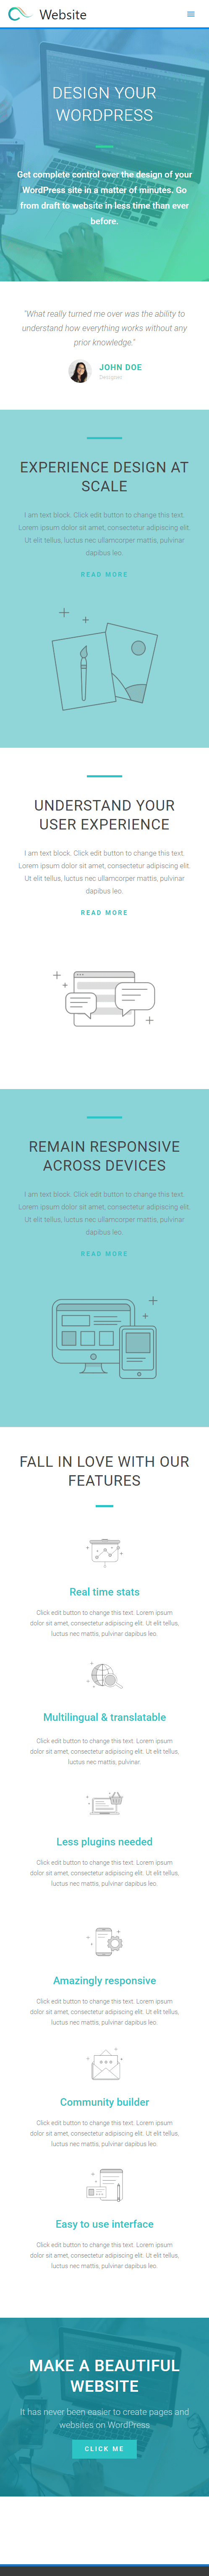 Website
DESIGN YOUR
WORDPRESS
Get complete control over the design of your
WordPress site in a matter of minutes. Go
from draft to website in less time than ever
before.
"What really turned me over was the ability to
understand how everything works without any
prior knowledge."
JOHN DOE
Designer
EXPERIENCE DESIGN AT
SCALE
I am text block. Click edit button to change this text.
Lorem ipsum dolor sit amet, consectetur adipiscing elit.
Ut elit tellus, luctus nec ullamcorper mattis, pulvinar
dapibus leo.
READ MORE
UNDERSTAND YOUR
USER EXPERIENCE
I am text block. Click edit button to change this text.
Lorem ipsum dolor sit amet, consectetur adipiscing elit.
Ut elit tellus, luctus nec ullamcorper mattis, pulvinar
dapibus leo.
READ MORE
REMAIN RESPONSIVE
ACROSS DEVICES
I am text block. Click edit button to change this text.
Lorem ipsum dolor sit amet, consectetur adipiscing elit.
Ut elit tellus, luctus nec ullamcorper mattis, pulvinar
dapibus leo.
READ MORE
FALL IN LOVE WITH OUR
FEATURES
Real time stats
Click edit button to change this text. Lorem ipsum
dolor sit amet, consectetur adipiscing elit. Ut elit tellus,
luctus nec mattis, pulvinar dapibus leo.
Multilingual & translatable
Click edit button to change this text. Lorem ipsum
dolor sit amet, consectetur adipiscing elit. Ut elit tellus,
luctus nec mattis, pulvinar
Less plugins needed
Click edit button to change this text. Lorem ipsum
dolor sit amet, consectetur adipiscing elit. Ut elit tellus,
luctus nec mattis, pulvinar dapibus leo.
Amazingly responsive
Click edit button to change this text. Lorem ipsum
dolor sit amet, consectetur adipiscing elit. Ut elit tellus,
luctus nec mattis, pulvinar dapibus leo.
Community builder
Click edit button to change this text. Lorem ipsum
dolor sit amet, consectetur adipiscing elit. Ut elit tellus,
luctus nec mattis, pulvinar dapibus leo.
Easy to use interface
Click edit button to change this text. Lorem ipsum
dolor sit amet, consectetur adipiscing elit. Ut elit tellus,
luctus nec mattis, pulvinar dapibus leo.
MAKE A BEAUTIFUL
WEBSITE
It has never been easier to create pages and
websites on WordPress
CLICK ME